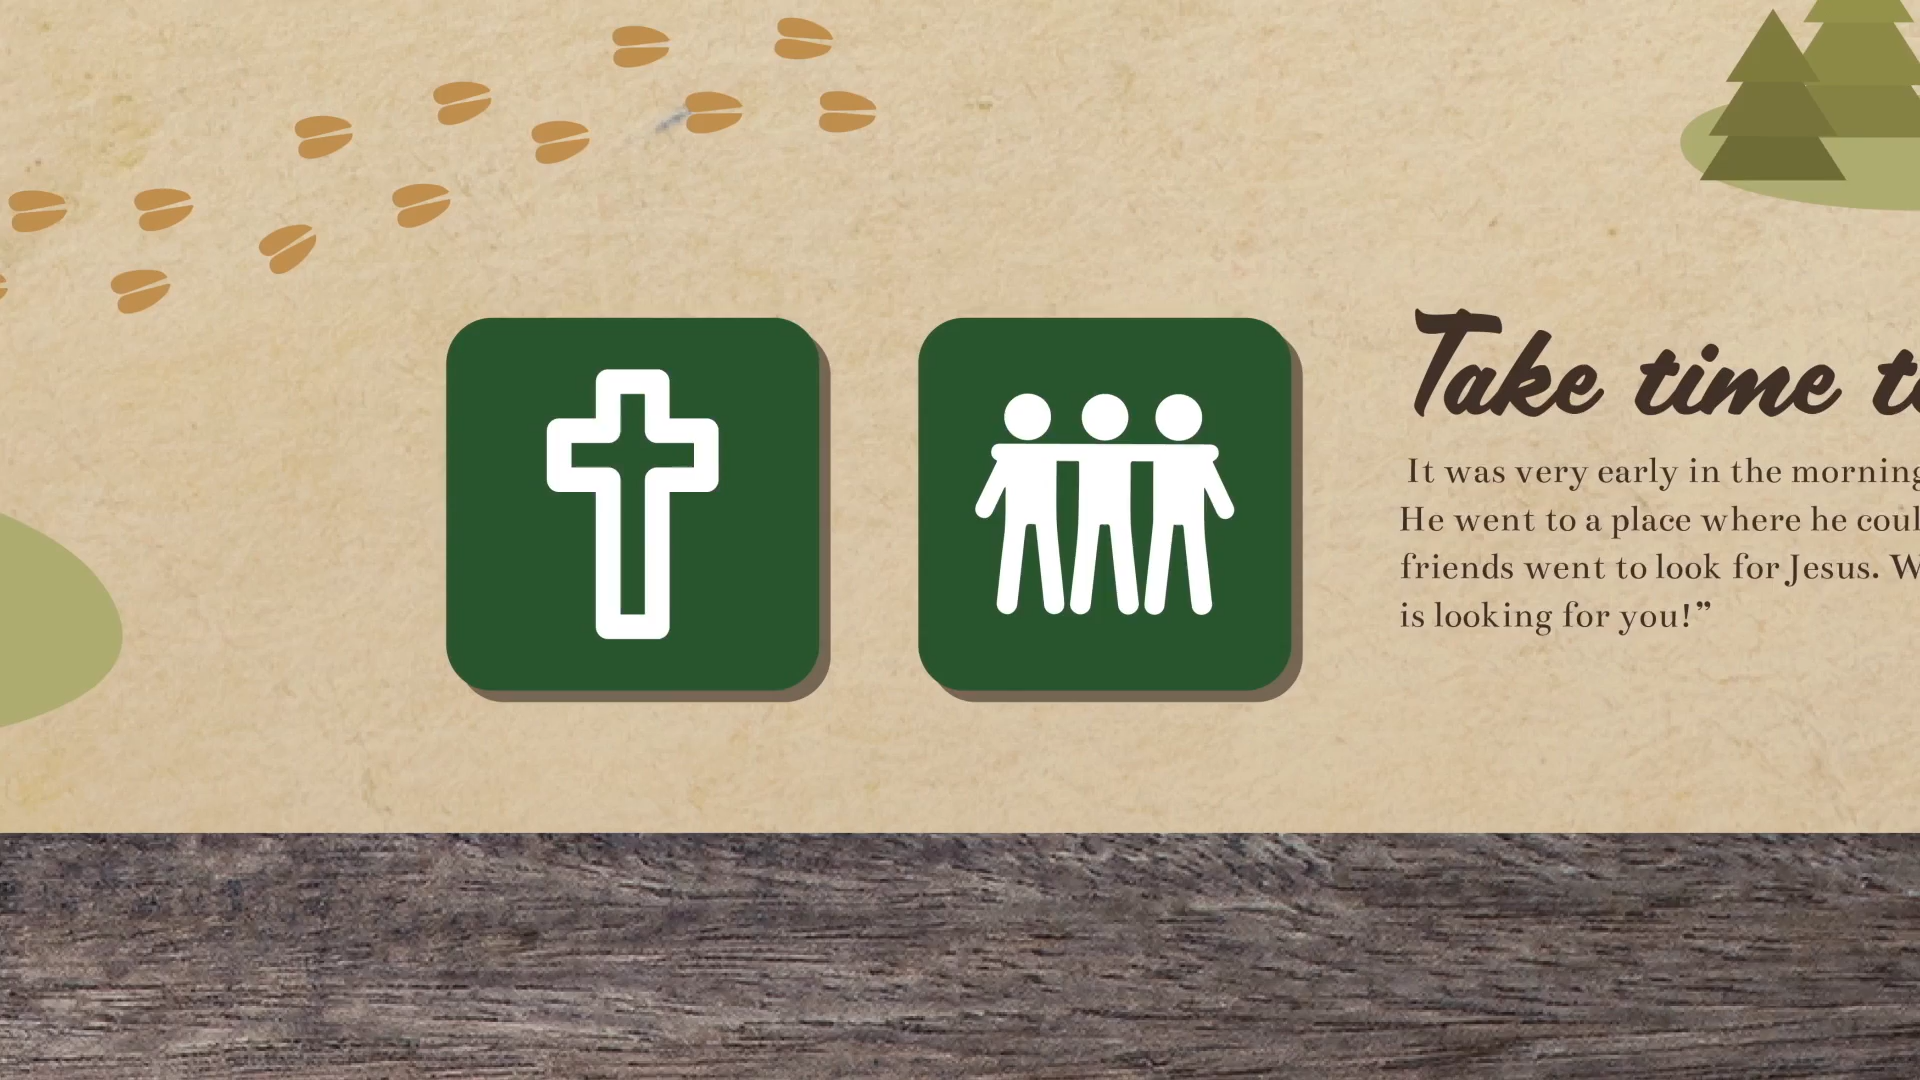 Take time t
It was very early in the morning
He went to a place where he coul
friends went to look for Jesus. W
is looking for you!”